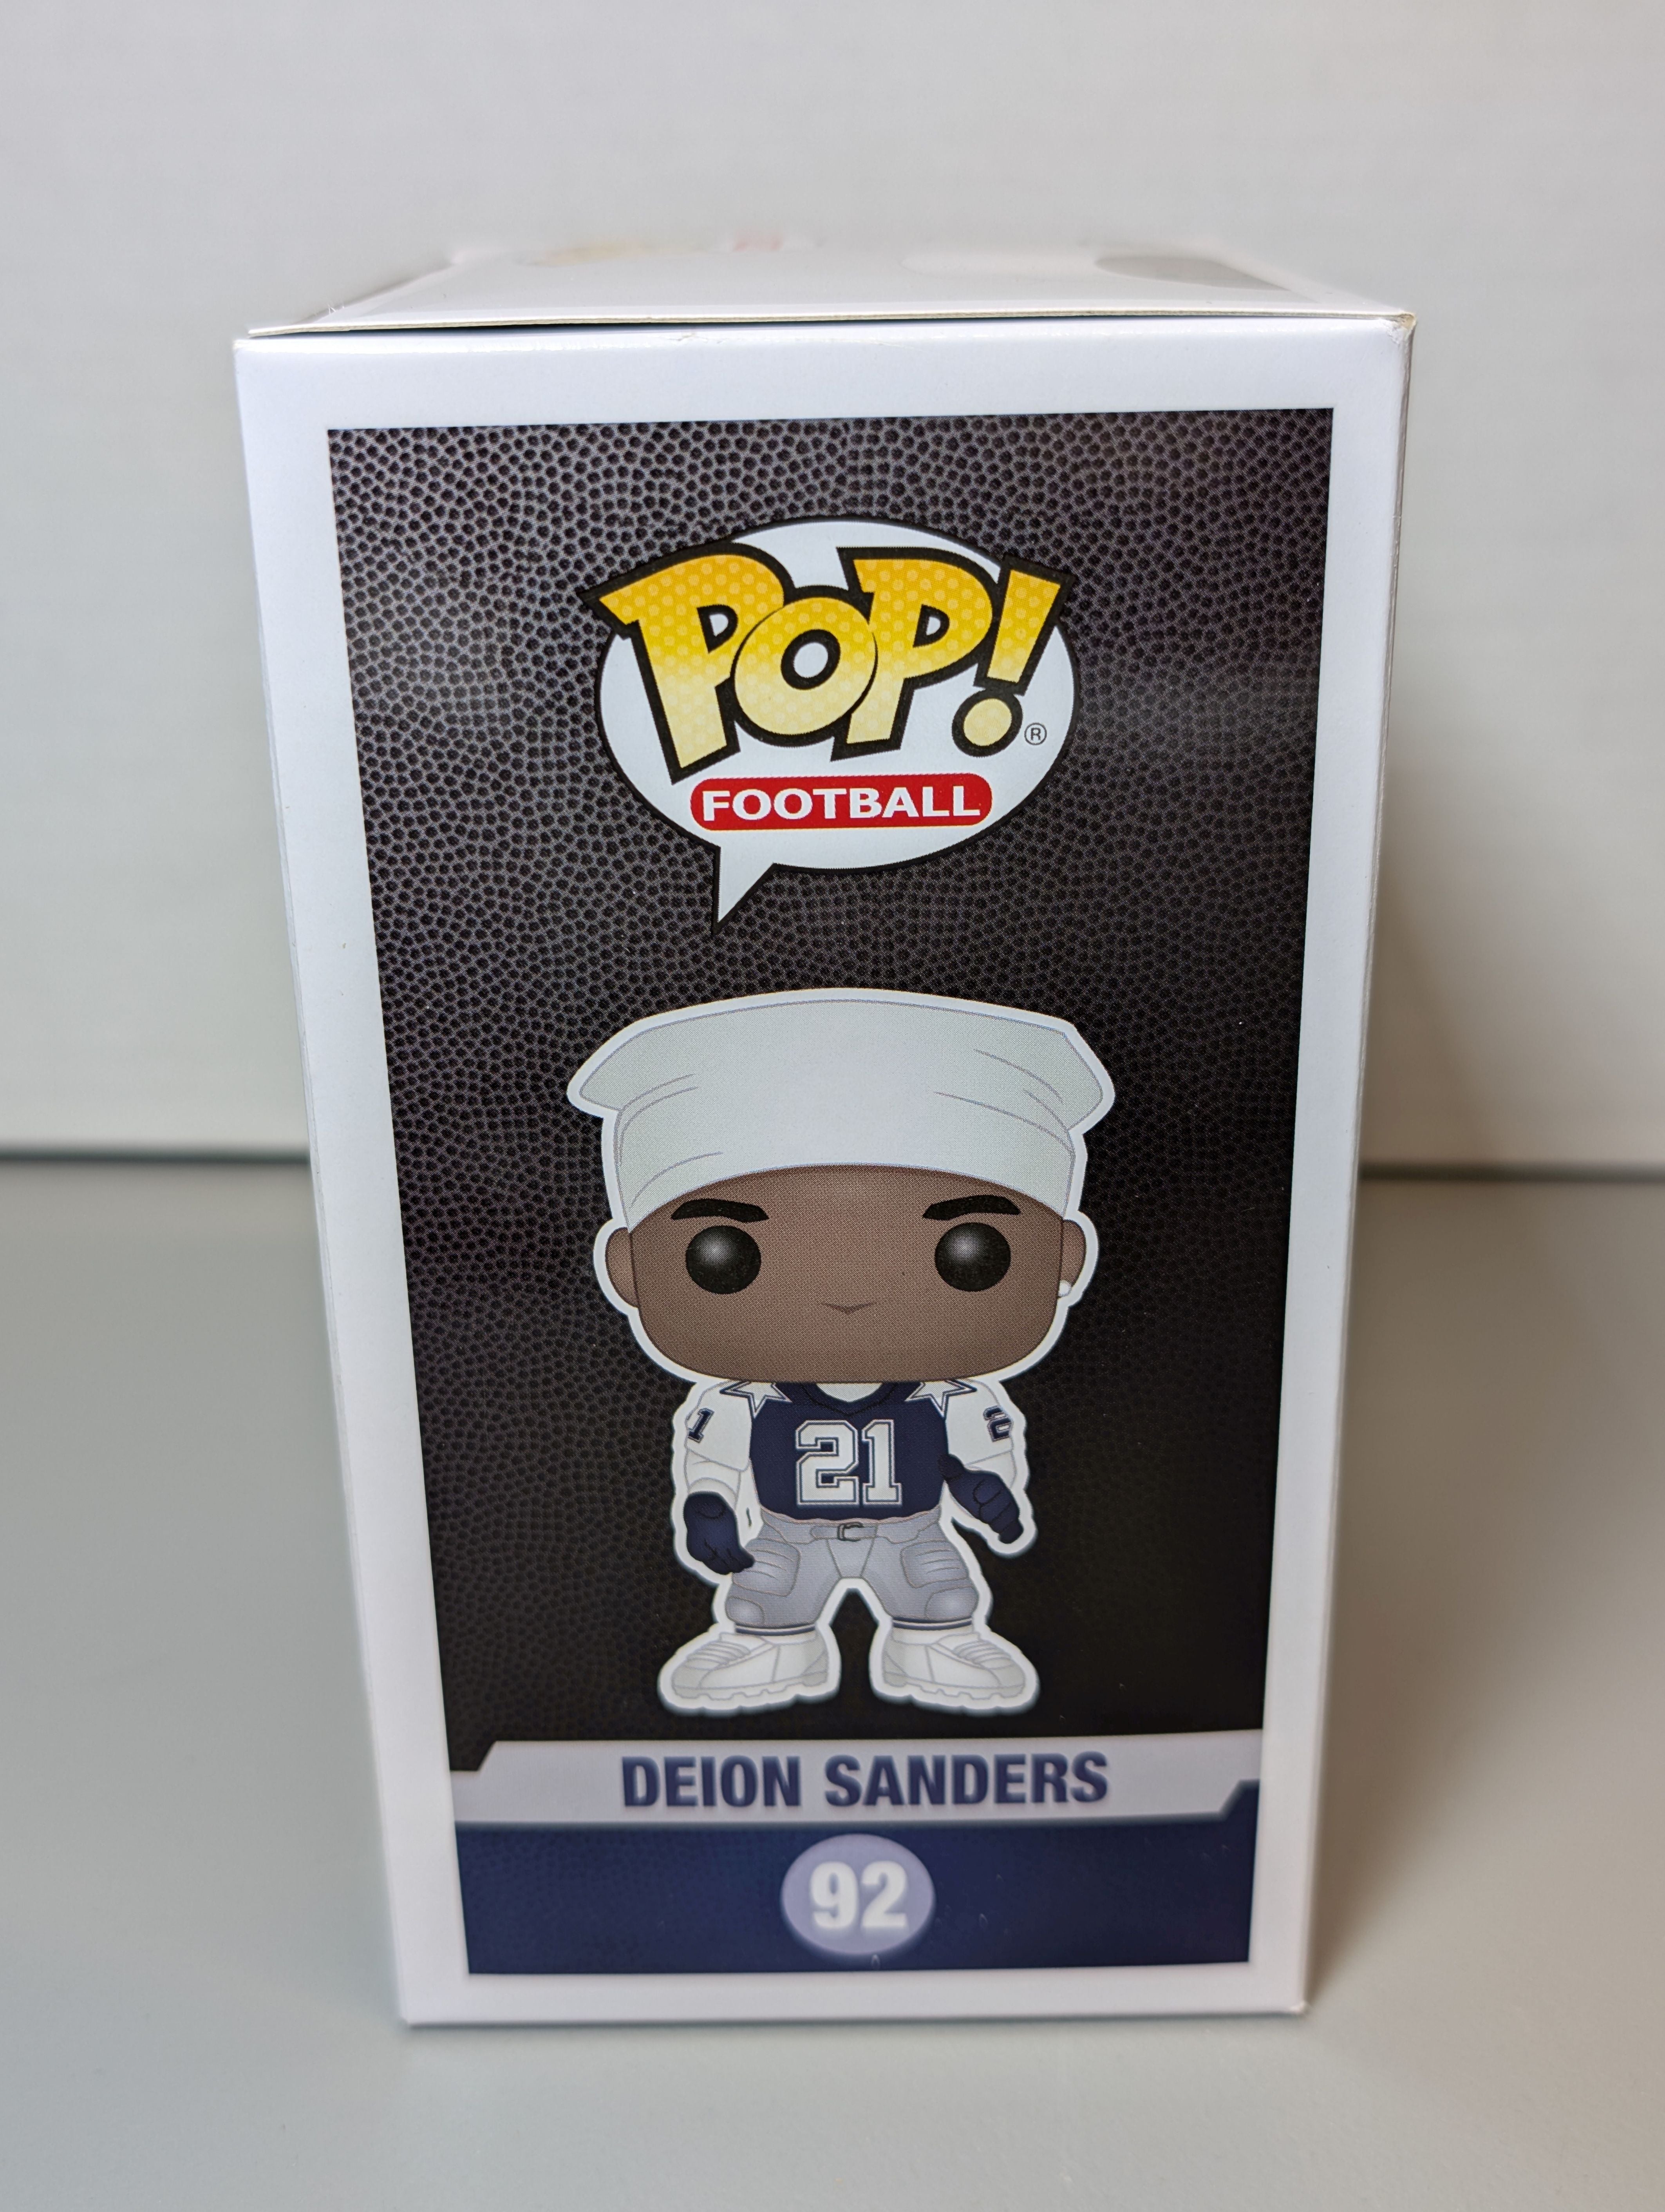 POP!®
FOOTBALL
1
2
21
DEION SANDERS
92